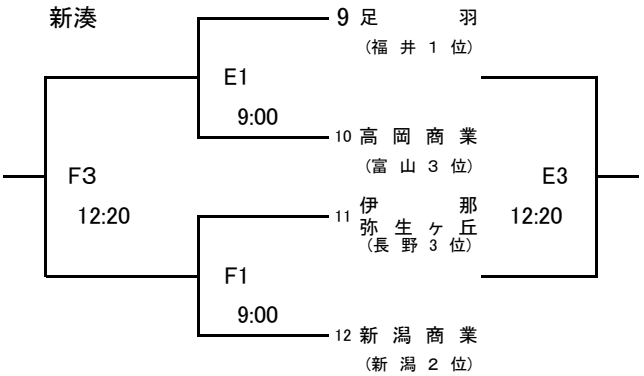 新湊
9 足羽
(福井1位)
E1
9:00
10 高岡商業
(富山3位)
F3
12:20
E3
12:20
11 伊那弥生ヶ丘
(長野3位)
F1
9:00
12 新潟商業
(新潟2位)